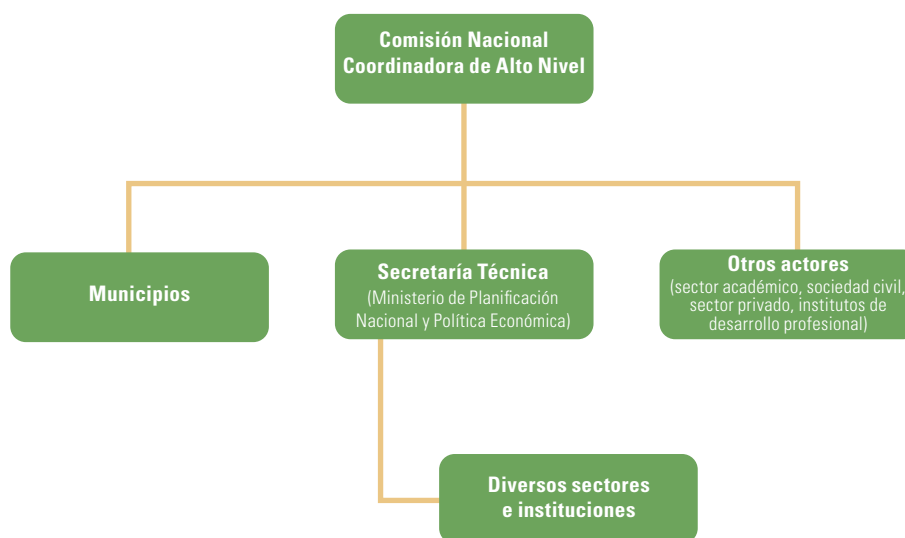 Comisión Nacional
Coordinadora de Alto Nivel
Municipios
Secretaría Técnica
(Ministerio de Planificación
Nacional y Política Económica)
Otros actores
(sector académico, sociedad civil,
sector privado, institutos de
desarrollo profesional)
Diversos sectores
e instituciones